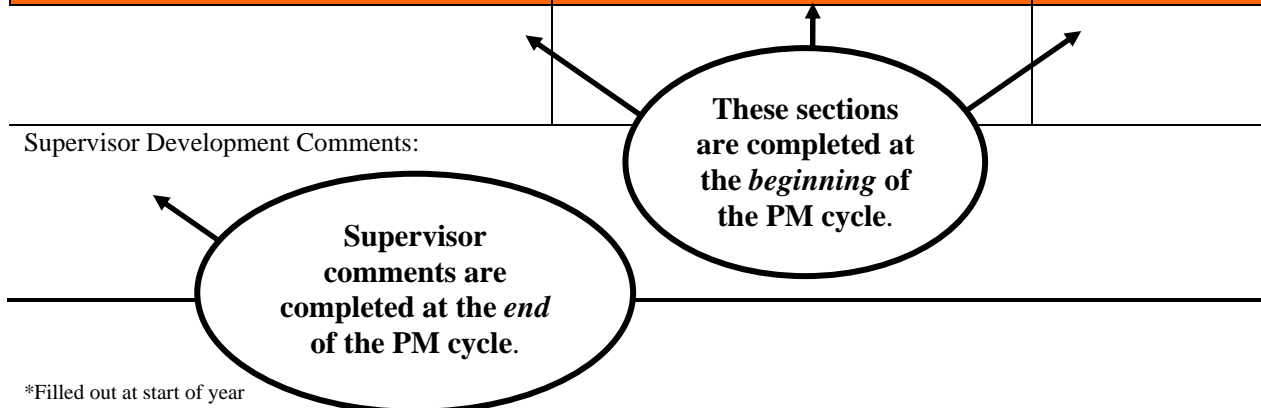 These sections
are completed at
the beginning of
the PM cycle.
Supervisor Development Comments:
Supervisor
comments are
completed at the end
of the PM cycle.
*Filled out at start of year